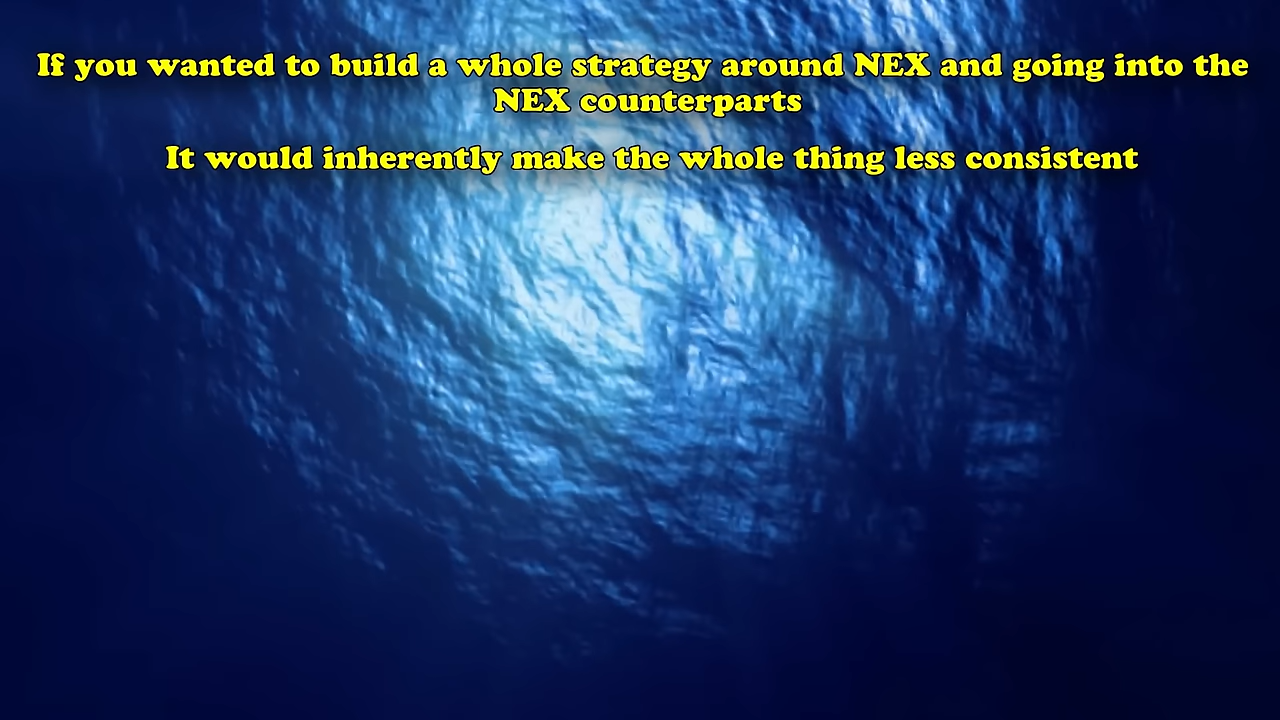 If you wanted to build a whole strategy around NEX and going into the
NEX counterparts
It would inherently make the whole thing less consistent